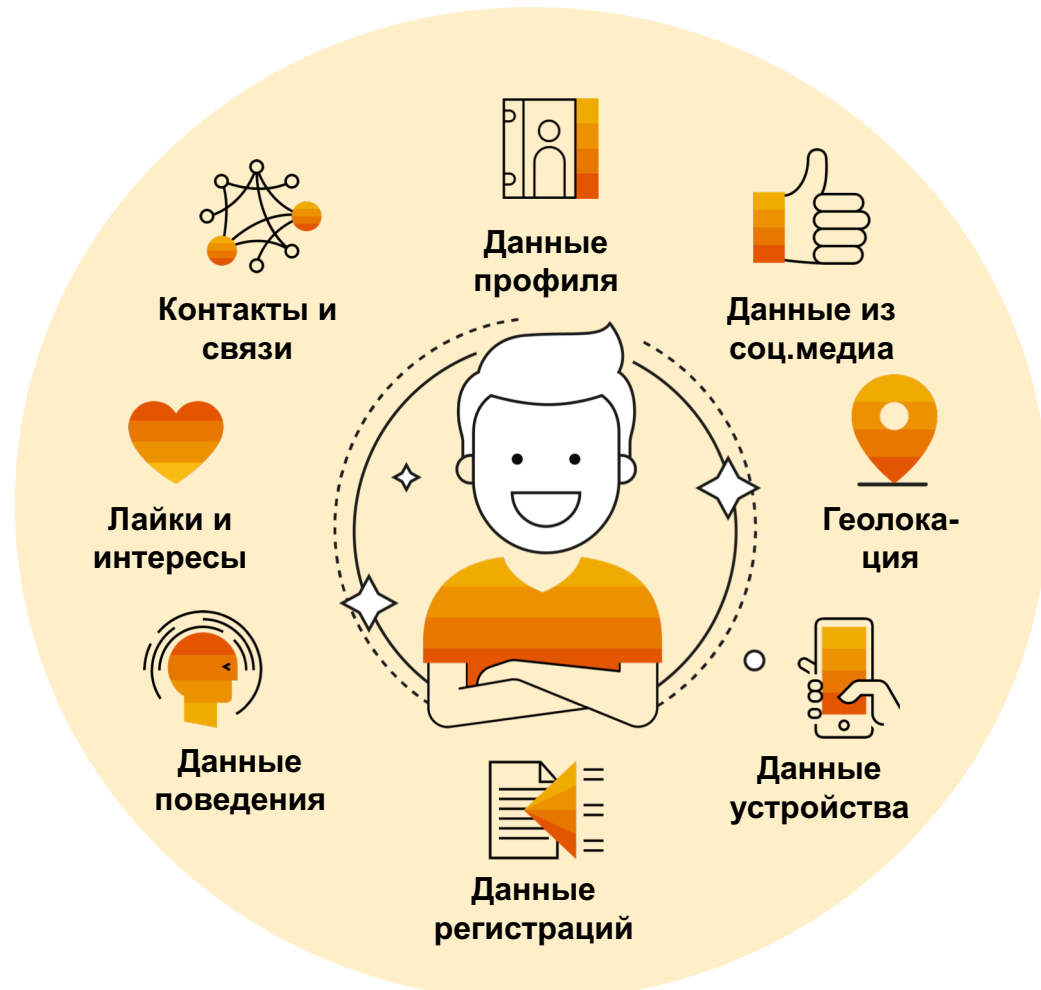 Данные
профиля
Контакты и
связи
Данные из
соц.медиа
Лайки и
интересы
Геолока-
ция
Данные
поведения
Данные
устройства
Данные
регистраций